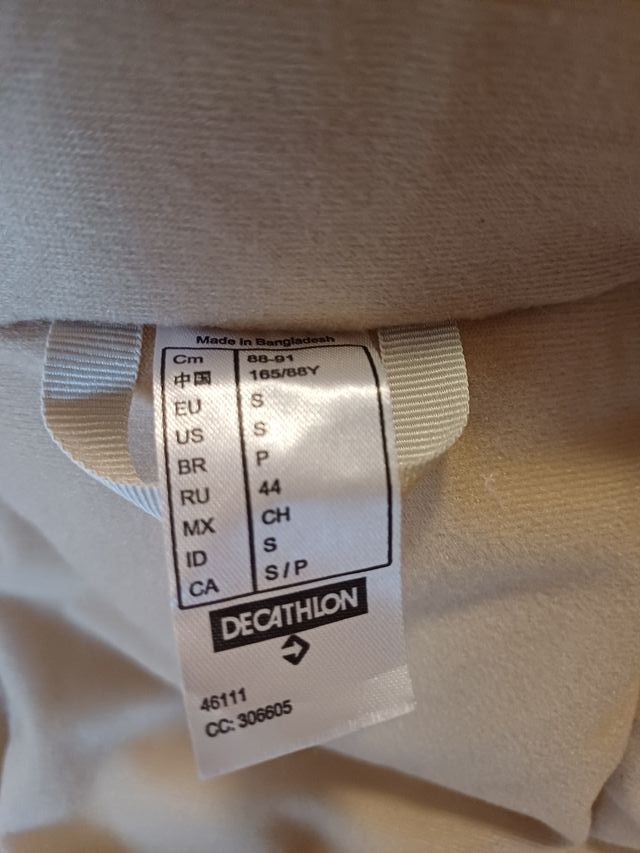 Made in Bangladesh
Cm 88-91
中国 165/88Y
EU S
US S
BR P
RU 44
MX CH
ID S
CA S/P
DECATHLON
46111
CC: 306605